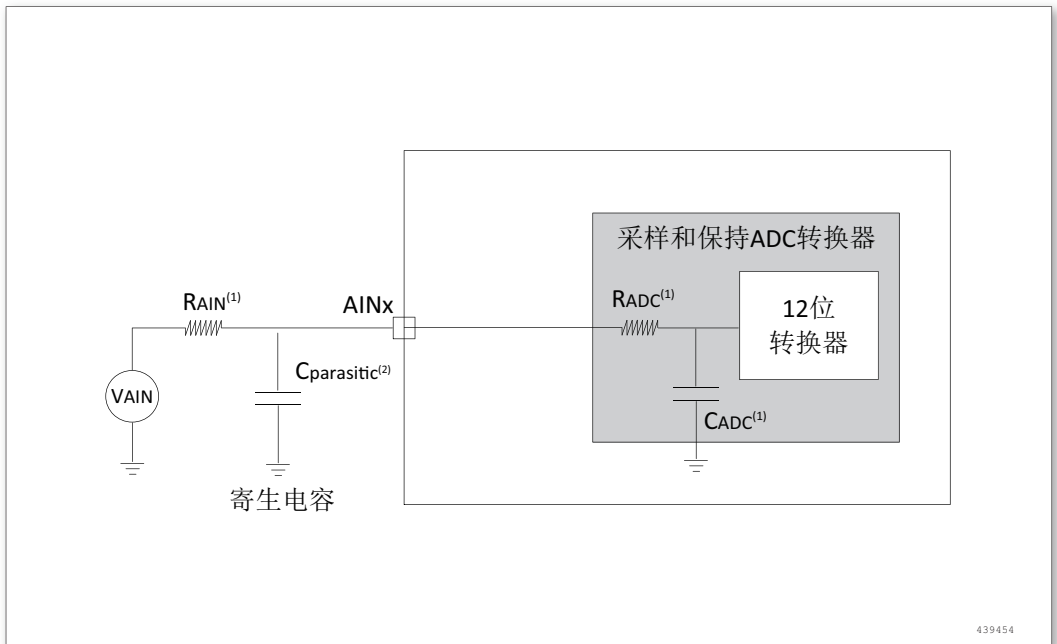 采样和保持ADC转换器
RAIN(1)
AINx
RADC(1)
12位
转换器
Cparasitic(2)
VAIN
CADC(1)
寄生电容
439454